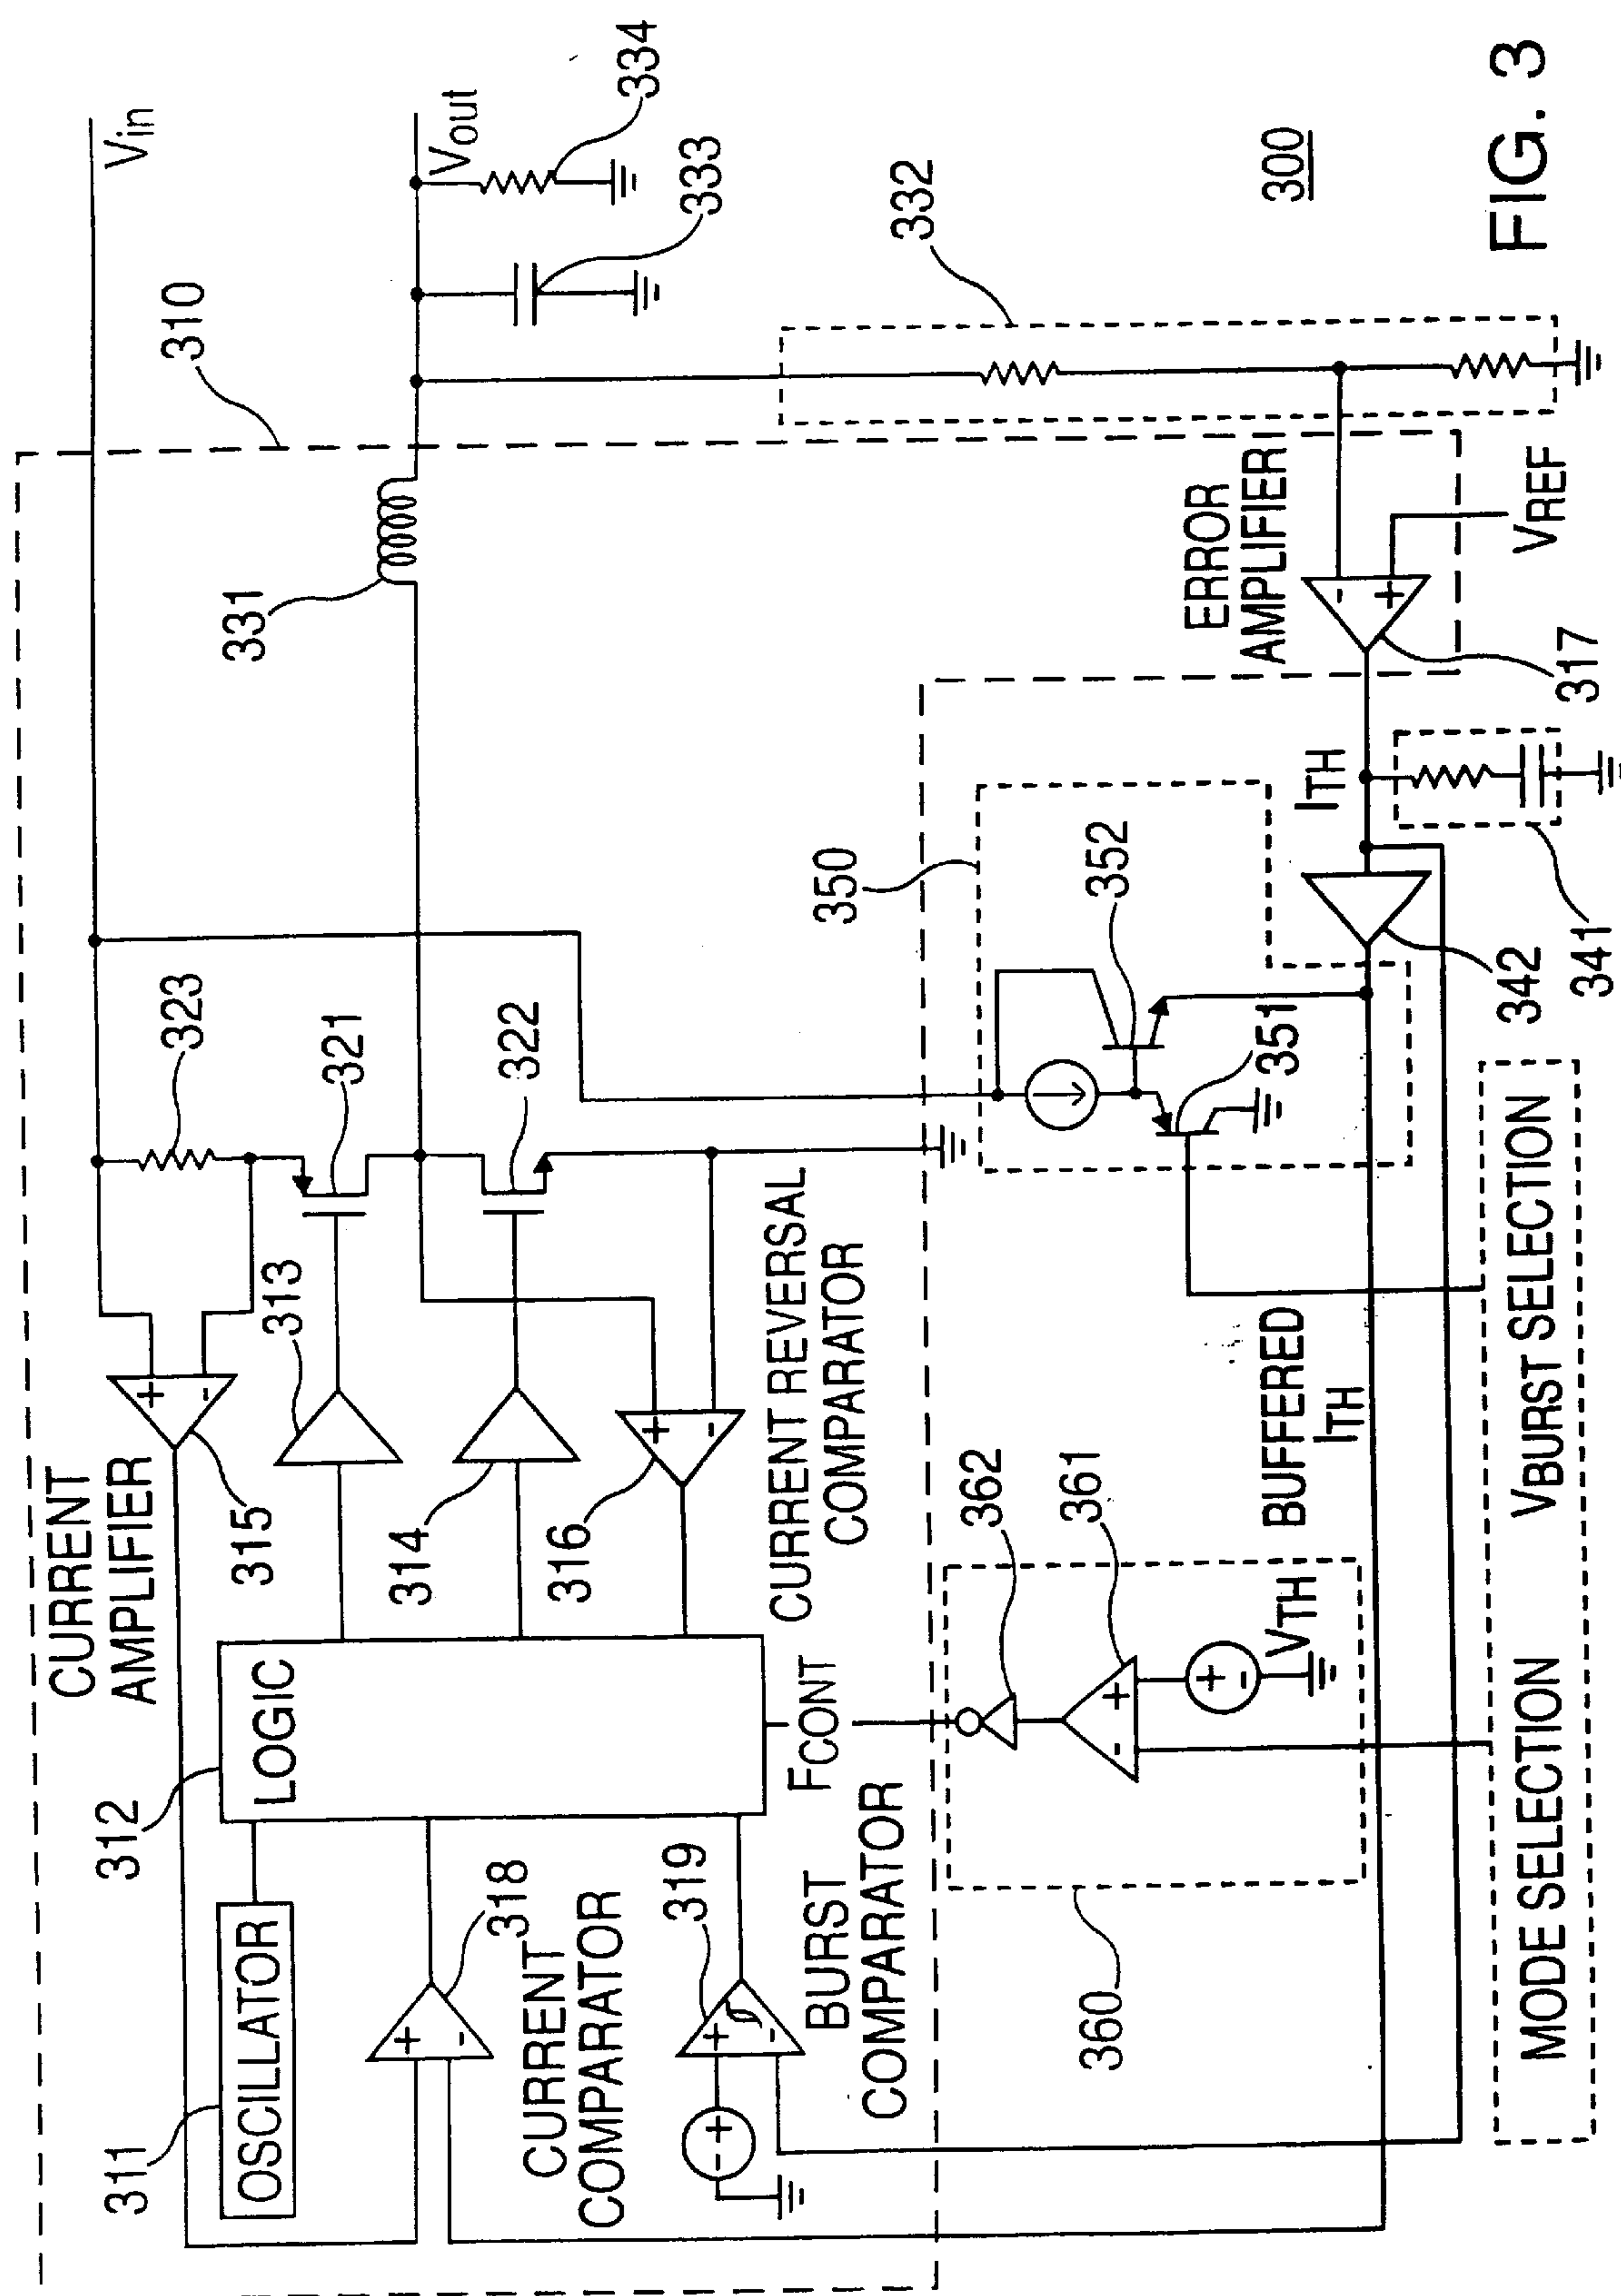 Vin
310
Vout
334
333
331
332
300
FIG. 3
CURRENT
AMPLIFIER
315
323
321
322
313
314
316
CURRENT REVERSAL
COMPARATOR
312
LOGIC
311
OSCILLATOR
318
CURRENT
COMPARATOR
319
BURST
COMPARATOR
FCONT
350
352
351
ERROR
AMPLIFIER
VREF
317
ITH
341
342
BUFFERED
ITH
362
361
VTH
360
MODE SELECTION
VBURST SELECTION
+
-
+
-
+
-
+
-
+
-
+
-
+
-
+
-